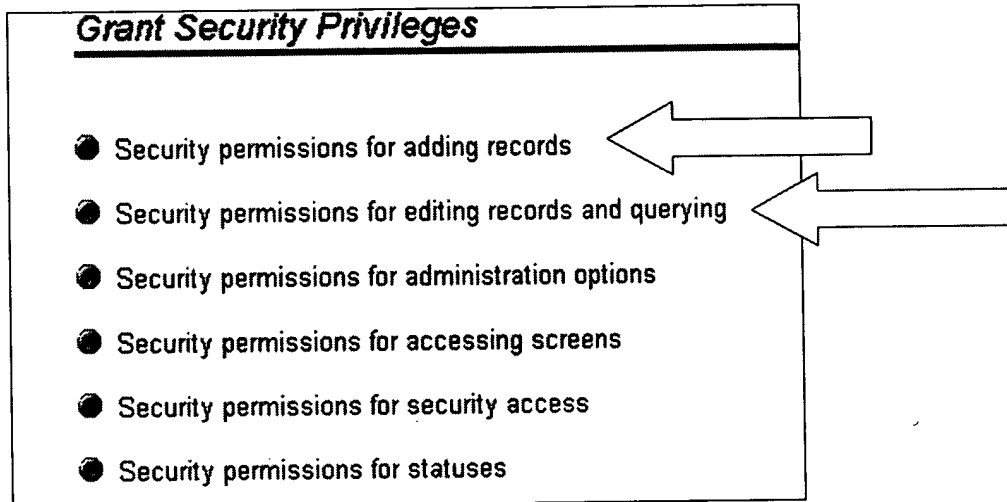 Grant Security Privileges
Security permissions for adding records
Security permissions for editing records and querying
Security permissions for administration options
Security permissions for accessing screens
Security permissions for security access
Security permissions for statuses